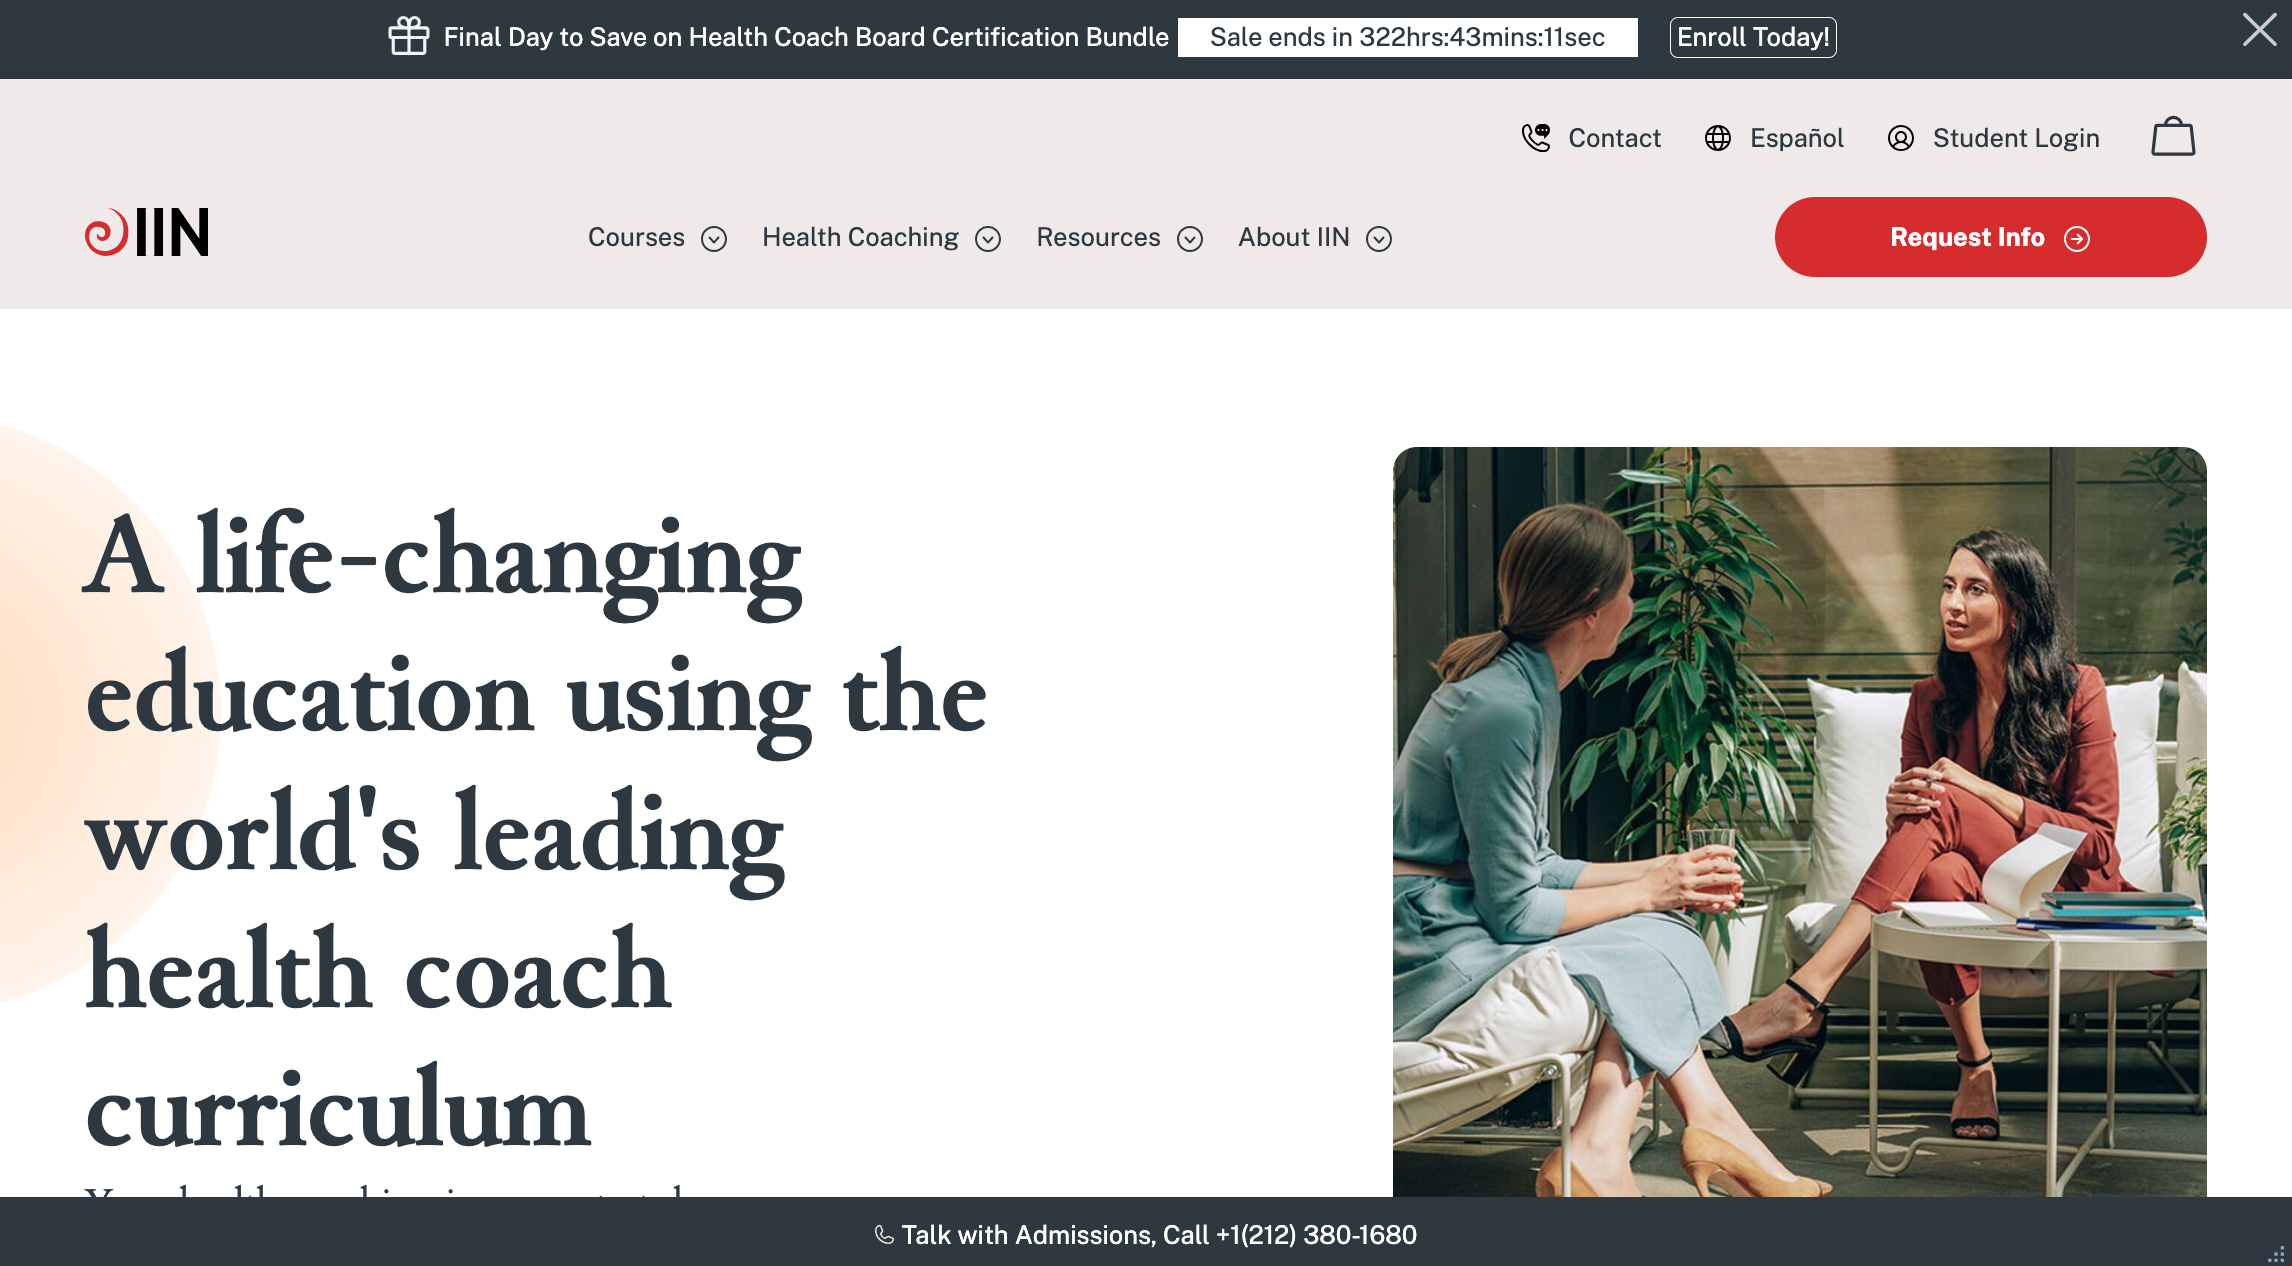 Final Day to Save on Health Coach Board Certification Bundle Sale ends in 322hrs:43mins:11sec Enroll Today!
Contact Español Student Login
IIN Courses Health Coaching Resources About IIN Request Info
A life-changing
education using the
world's leading
health coach
curriculum
Talk with Admissions, Call +1(212) 380-1680